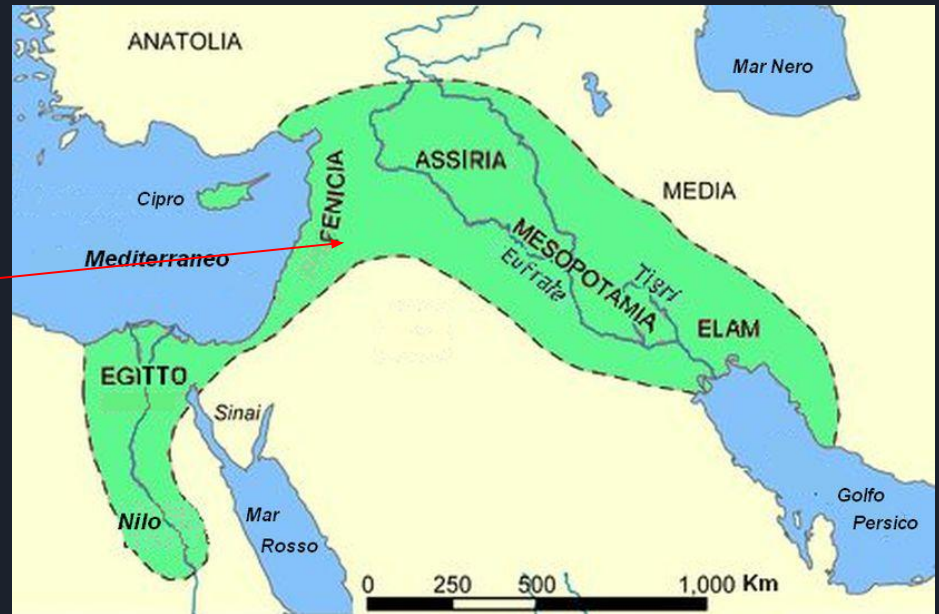 ANATOLIA
Mar Nero
ASSIRIA
FENICIA
MEDIA
Cipro
MESOPOTAMIA
Mediterraneo
Eufrate
Tigri
ELAM
EGITTO
Sinai
Golfo
Persico
Nilo
Mar
Rosso
0 250 500 1,000 Km